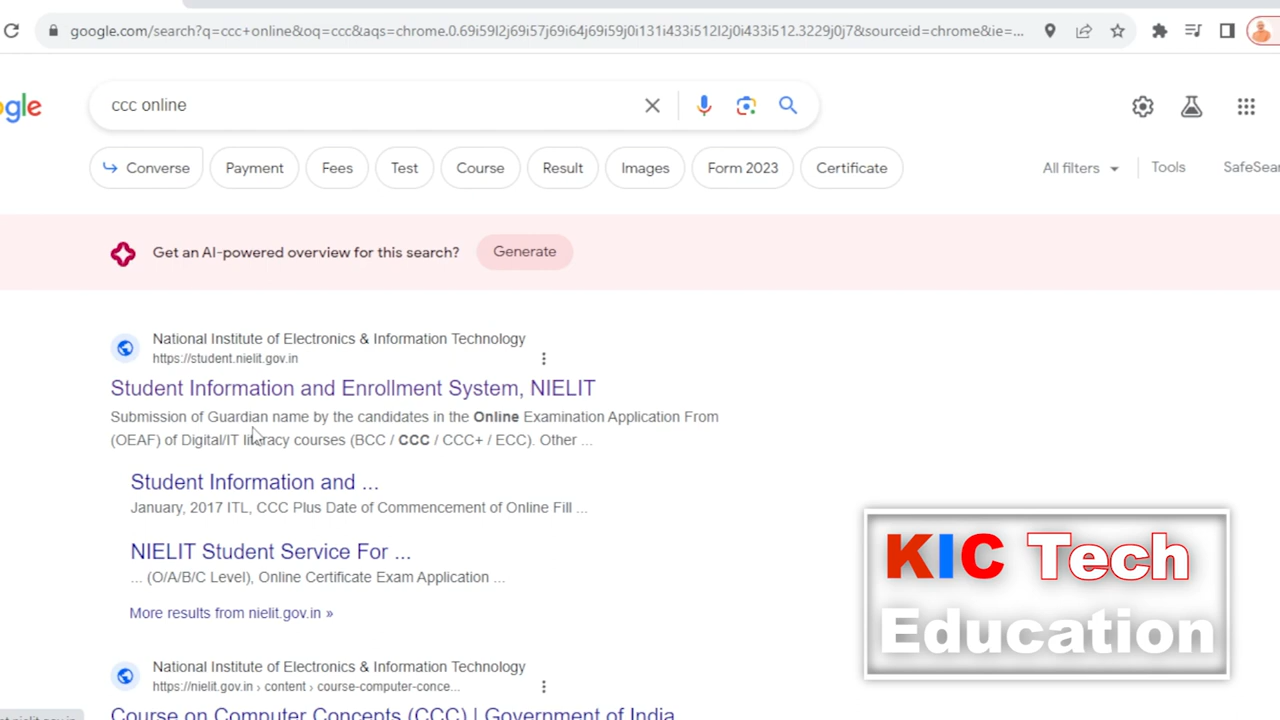 google.com/search?q=ccc+online&oq=ccc&aqs=chrome.0.69i59l2j69i57j69i64j69i59j0i131i433i512l2j0i433i512.3229j0j7&sourceid=chrome&ie=...
gle
ccc online
Converse Payment Fees Test Course Result Images Form 2023 Certificate All filters Tools SafeSear
Get an AI-powered overview for this search? Generate
National Institute of Electronics & Information Technology
https://student.nielit.gov.in
Student Information and Enrollment System, NIELIT
Submission of Guardian name by the candidates in the Online Examination Application From
(OEAF) of Digital/IT literacy courses (BCC / CCC / CCC+ / ECC). Other ...
Student Information and ...
January, 2017 ITL, CCC Plus Date of Commencement of Online Fill ...
NIELIT Student Service For ...
... (O/A/B/C Level), Online Certificate Exam Application ...
More results from nielit.gov.in »
KIC Tech
Education
National Institute of Electronics & Information Technology
https://nielit.gov.in › content › course-computer-conce...
Course on Computer Concepts (CCC) | Government of India